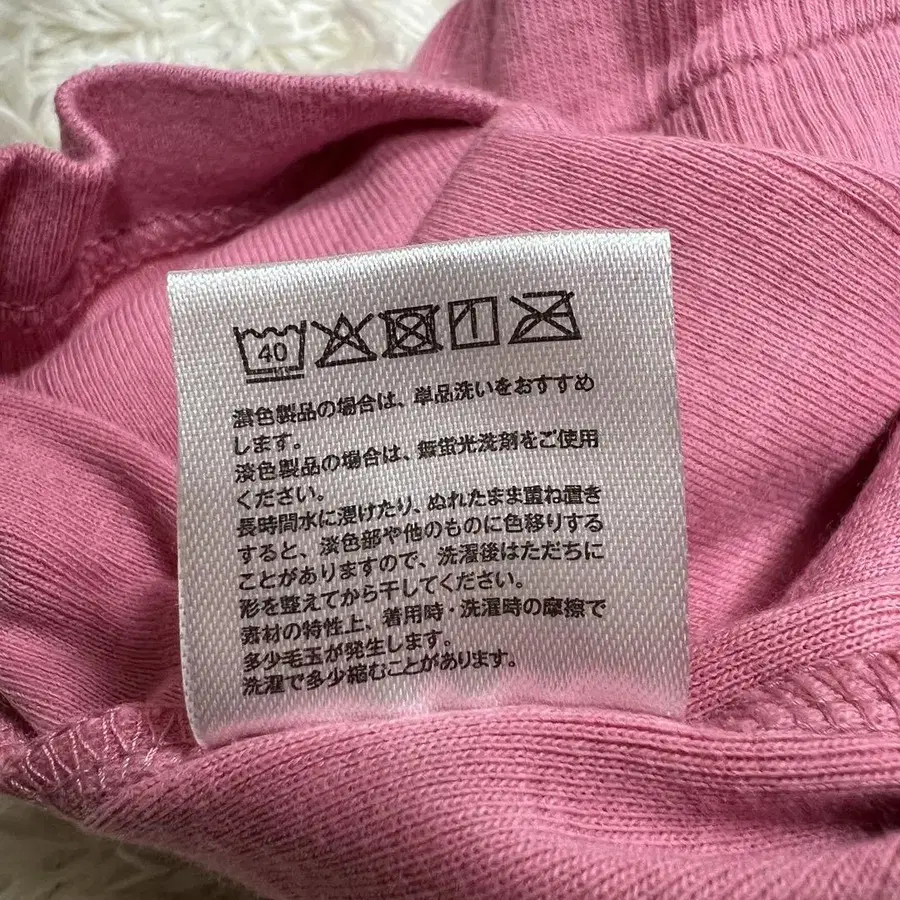 40
濃色製品の場合は、単品洗いをおすすめ
します。
淡色製品の場合は、無蛍光洗剤をご使用
ください。
長時間水に浸けたり、ぬれたまま重ね置き
すると、淡色部や他のものに色移りする
ことがありますので、洗濯後はただちに
形を整えてから干してください。
素材の特性上、着用時・洗濯時の摩擦で
多少毛玉が発生します。
洗濯で多少縮むことがあります。